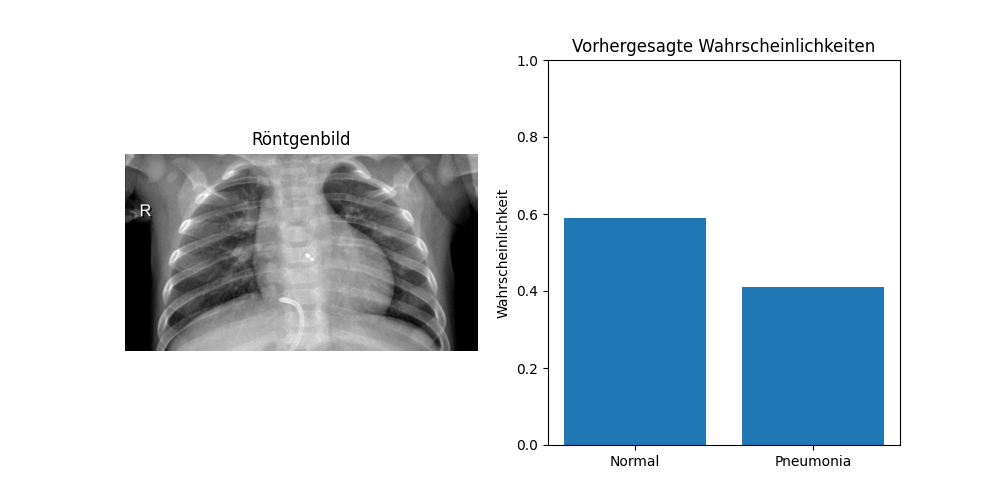 Röntgenbild
R
Vorhergesagte Wahrscheinlichkeiten
Wahrscheinlichkeit
1.0
0.8
0.6
0.4
0.2
0.0
Normal
Pneumonia